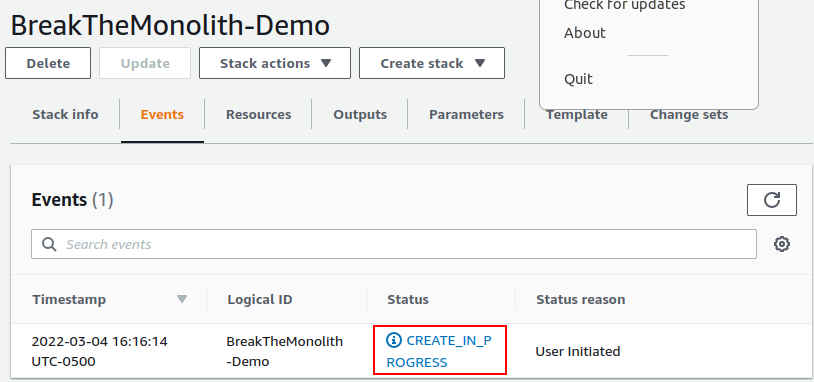 BreakTheMonolith-Demo
Check for updates
About
Quit
Delete
Update
Stack actions
Create stack
Stack info
Events
Resources
Outputs
Parameters
Template
Change sets
Events (1)
Search events
Timestamp
Logical ID
Status
Status reason
2022-03-04 16:16:14
UTC-0500
BreakTheMonolith
-Demo
CREATE_IN_P
ROGRESS
User Initiated